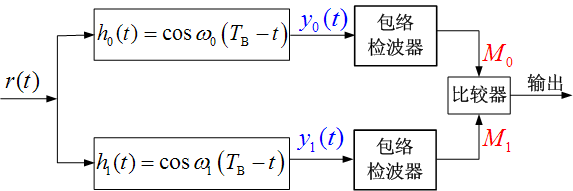 h₀(t) = cos ω₀(T_B − t)
y₀(t)
包络
检波器
M₀
r(t)
比较器
输出
h₁(t) = cos ω₁(T_B − t)
y₁(t)
包络
检波器
M₁